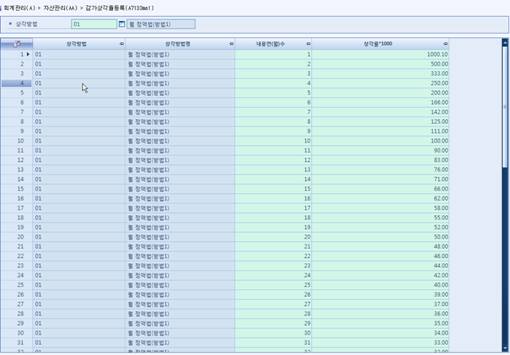 회계관리(A) > 자산관리(AA) > 감가상각율등록(A7133ma1)
상각방법 01 월 정액법(방법1)
상각방법 상각방법명 내용년(월)수 상각율*1000
1 01 월 정액법(방법1) 1 1000.10
2 01 월 정액법(방법1) 2 500.00
3 01 월 정액법(방법1) 3 333.00
4 01 월 정액법(방법1) 4 250.00
5 01 월 정액법(방법1) 5 200.00
6 01 월 정액법(방법1) 6 166.00
7 01 월 정액법(방법1) 7 142.00
8 01 월 정액법(방법1) 8 125.00
9 01 월 정액법(방법1) 9 111.00
10 01 월 정액법(방법1) 10 100.00
11 01 월 정액법(방법1) 11 90.00
12 01 월 정액법(방법1) 12 83.00
13 01 월 정액법(방법1) 13 76.00
14 01 월 정액법(방법1) 14 71.00
15 01 월 정액법(방법1) 15 66.00
16 01 월 정액법(방법1) 16 62.00
17 01 월 정액법(방법1) 17 58.00
18 01 월 정액법(방법1) 18 55.00
19 01 월 정액법(방법1) 19 52.00
20 01 월 정액법(방법1) 20 50.00
21 01 월 정액법(방법1) 21 48.00
22 01 월 정액법(방법1) 22 46.00
23 01 월 정액법(방법1) 23 44.00
24 01 월 정액법(방법1) 24 42.00
25 01 월 정액법(방법1) 25 40.00
26 01 월 정액법(방법1) 26 39.00
27 01 월 정액법(방법1) 27 37.00
28 01 월 정액법(방법1) 28 36.00
29 01 월 정액법(방법1) 29 35.00
30 01 월 정액법(방법1) 30 34.00
31 01 월 정액법(방법1) 31 33.00